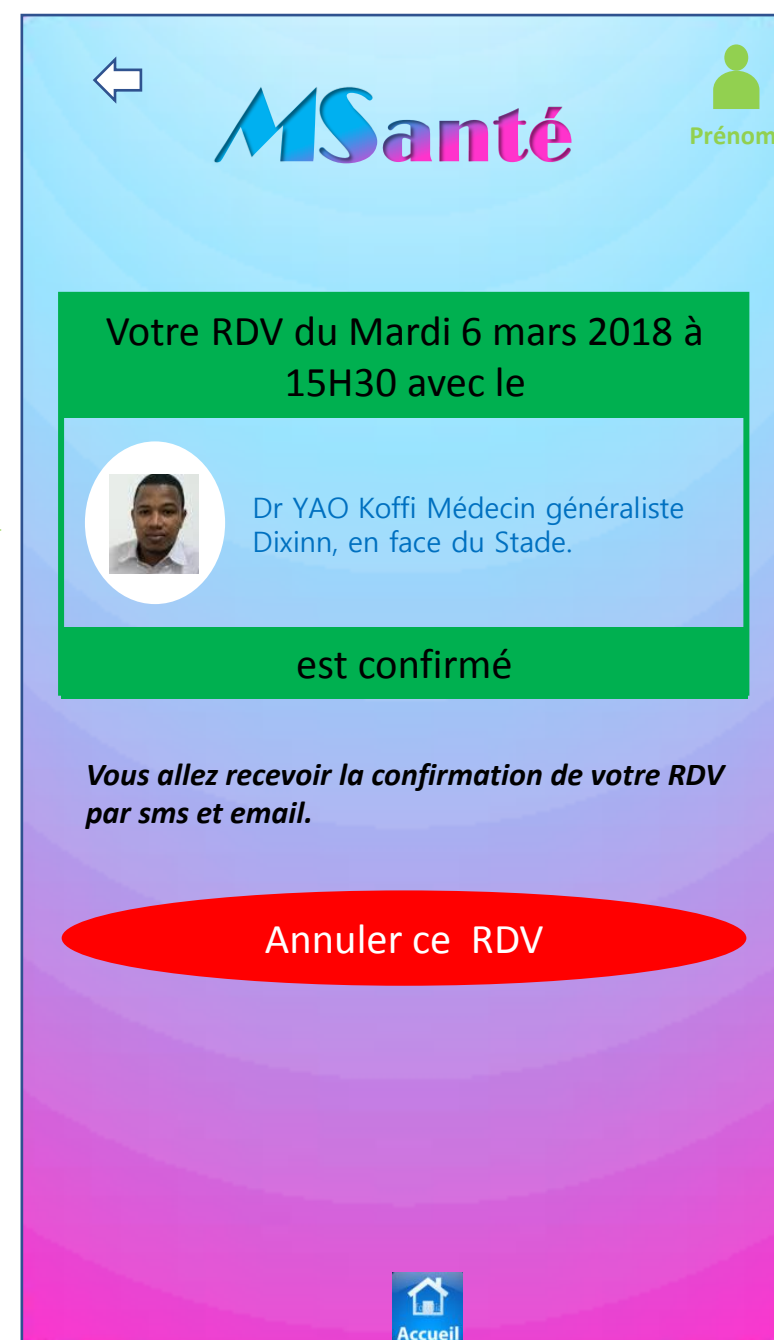 MSanté
Prénom
Votre RDV du Mardi 6 mars 2018 à
15H30 avec le
Dr YAO Koffi Médecin généraliste
Dixinn, en face du Stade.
est confirmé
Vous allez recevoir la confirmation de votre RDV
par sms et email.
Annuler ce RDV
Accueil